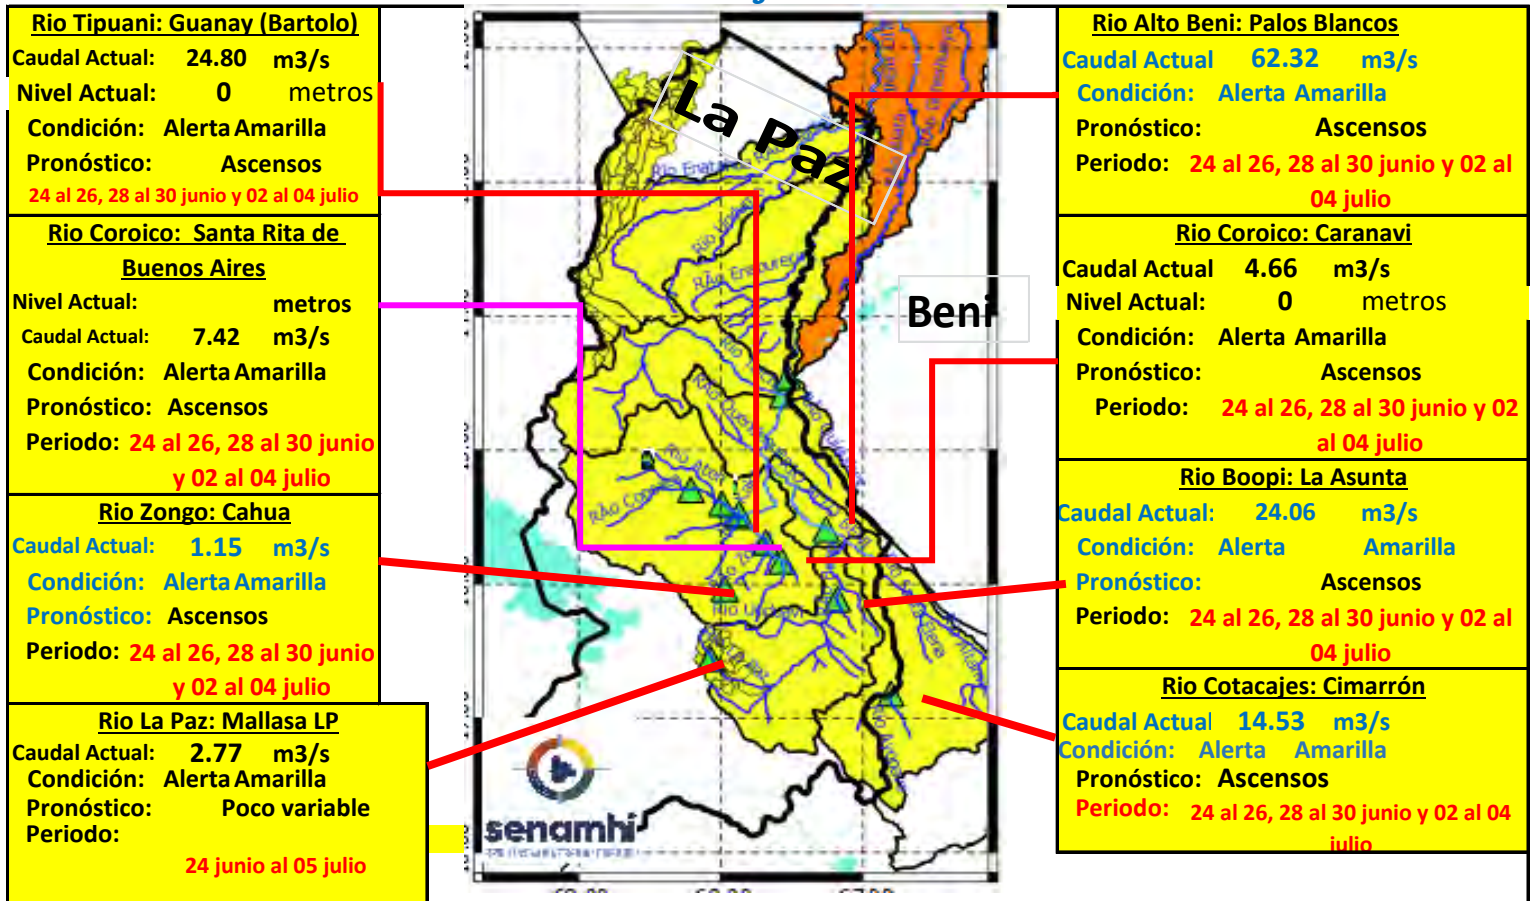 Rio Tipuani: Guanay (Bartolo)
Caudal Actual: 24.80 m3/s
Nivel Actual: 0 metros
Condición: Alerta Amarilla
Pronóstico: Ascensos
24 al 26, 28 al 30 junio y 02 al 04 julio
Rio Coroico: Santa Rita de
Buenos Aires
Nivel Actual: metros
Caudal Actual: 7.42 m3/s
Condición: Alerta Amarilla
Pronóstico: Ascensos
Periodo: 24 al 26, 28 al 30 junio
y 02 al 04 julio
Rio Zongo: Cahua
Caudal Actual: 1.15 m3/s
Condición: Alerta Amarilla
Pronóstico: Ascensos
Periodo: 24 al 26, 28 al 30 junio
y 02 al 04 julio
Rio La Paz: Mallasa LP
Caudal Actual: 2.77 m3/s
Condición: Alerta Amarilla
Pronóstico: Poco variable
Periodo:
24 junio al 05 julio
La Paz
Beni
senamhi
Rio Alto Beni: Palos Blancos
Caudal Actual 62.32 m3/s
Condición: Alerta Amarilla
Pronóstico: Ascensos
Periodo: 24 al 26, 28 al 30 junio y 02 al
04 julio
Rio Coroico: Caranavi
Caudal Actual 4.66 m3/s
Nivel Actual: 0 metros
Condición: Alerta Amarilla
Pronóstico: Ascensos
Periodo: 24 al 26, 28 al 30 junio y 02
al 04 julio
Rio Boopi: La Asunta
Caudal Actual: 24.06 m3/s
Condición: Alerta Amarilla
Pronóstico: Ascensos
Periodo: 24 al 26, 28 al 30 junio y 02 al
04 julio
Rio Cotacajes: Cimarrón
Caudal Actual 14.53 m3/s
Condición: Alerta Amarilla
Pronóstico: Ascensos
Periodo: 24 al 26, 28 al 30 junio y 02 al 04
julio